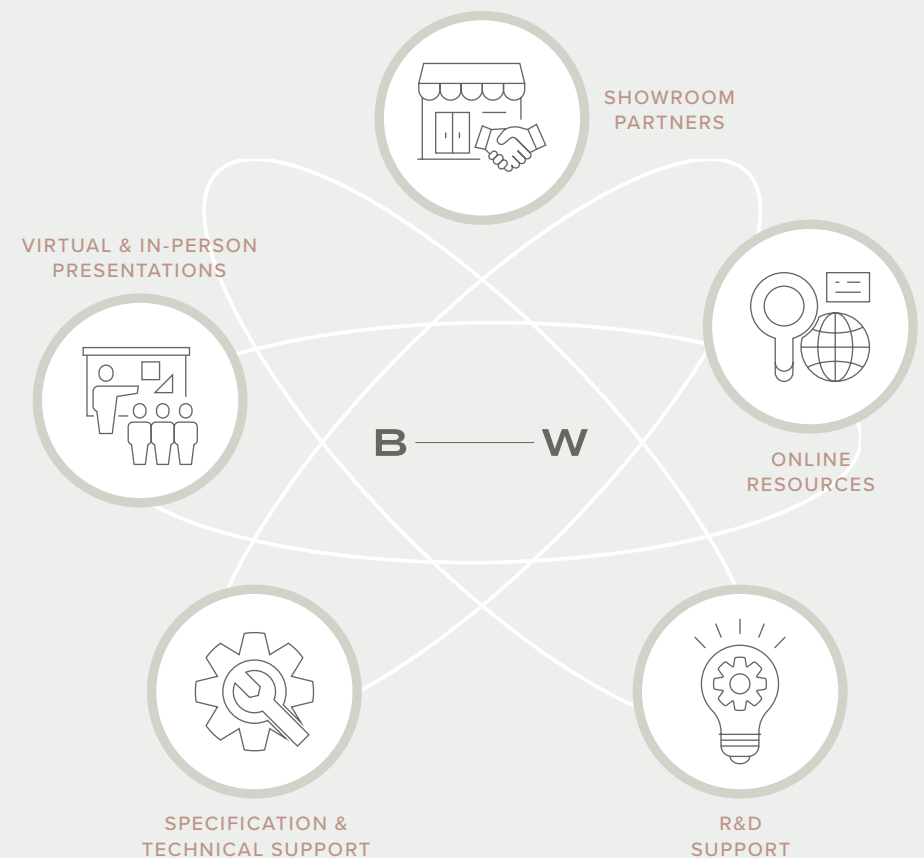 SHOWROOM
PARTNERS
VIRTUAL & IN-PERSON
PRESENTATIONS
B W
ONLINE
RESOURCES
SPECIFICATION &
TECHNICAL SUPPORT
R&D
SUPPORT